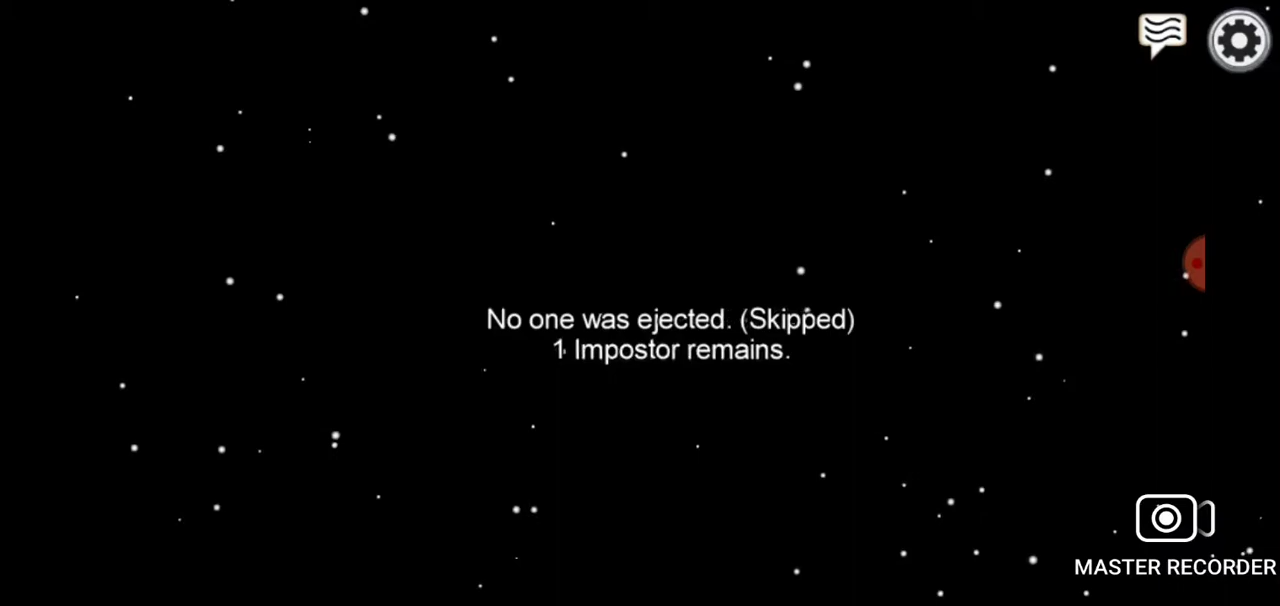 No one was ejected. (Skipped)
1 Impostor remains.
MASTER RECORDER